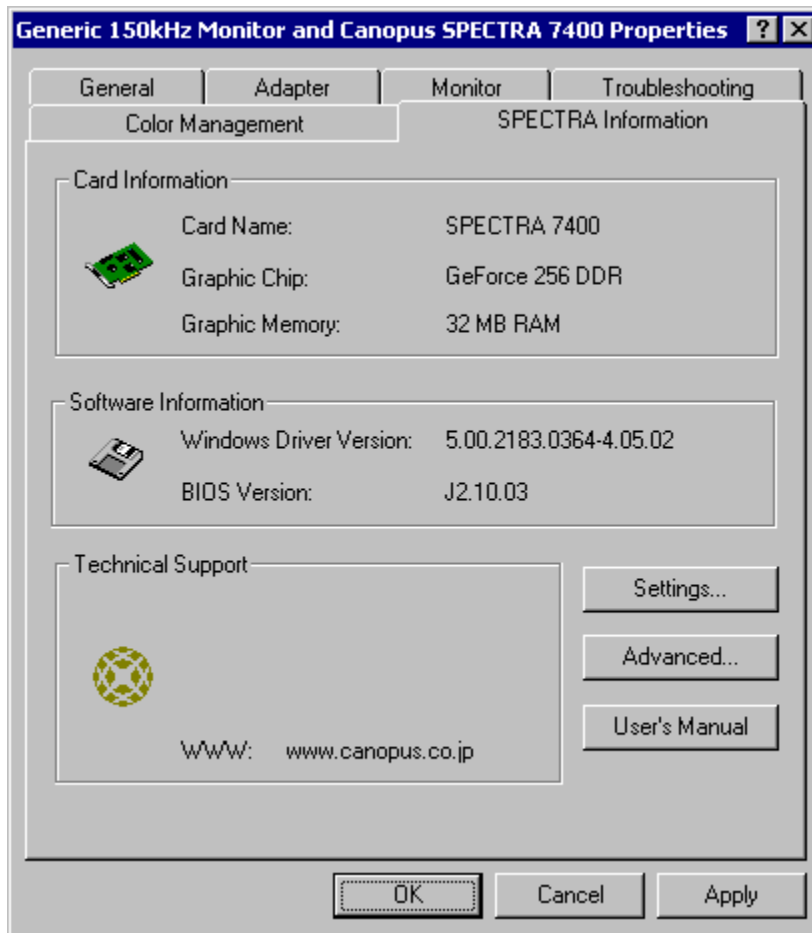 Generic 150kHz Monitor and Canopus SPECTRA 7400 Properties
General Adapter Monitor Troubleshooting
Color Management SPECTRA Information
Card Information
Card Name: SPECTRA 7400
Graphic Chip: GeForce 256 DDR
Graphic Memory: 32 MB RAM
Software Information
Windows Driver Version: 5.00.2183.0364-4.05.02
BIOS Version: J2.10.03
Technical Support
WWW: www.canopus.co.jp
Settings...
Advanced...
User's Manual
OK Cancel Apply